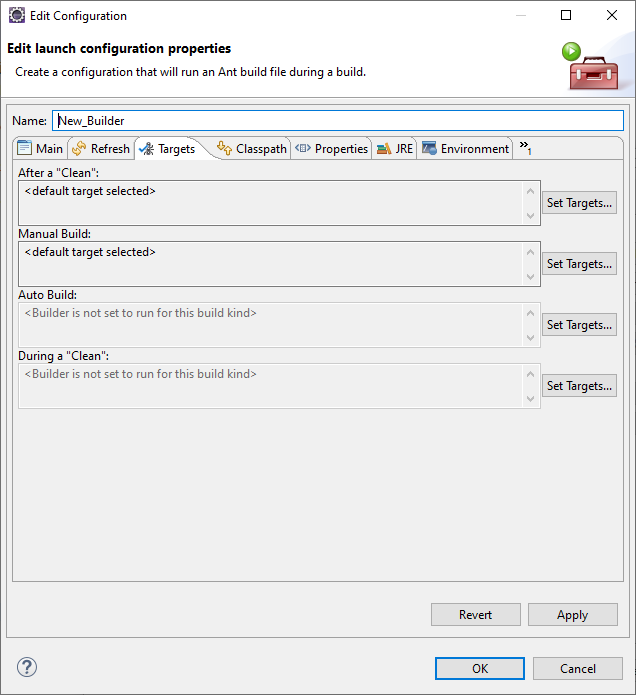 Edit Configuration
Edit launch configuration properties
Create a configuration that will run an Ant build file during a build.
Name: New_Builder
Main Refresh Targets Classpath Properties JRE Environment »1
After a "Clean":
<default target selected>
Set Targets...
Manual Build:
<default target selected>
Set Targets...
Auto Build:
<Builder is not set to run for this build kind>
Set Targets...
During a "Clean":
<Builder is not set to run for this build kind>
Set Targets...
Revert Apply
? OK Cancel